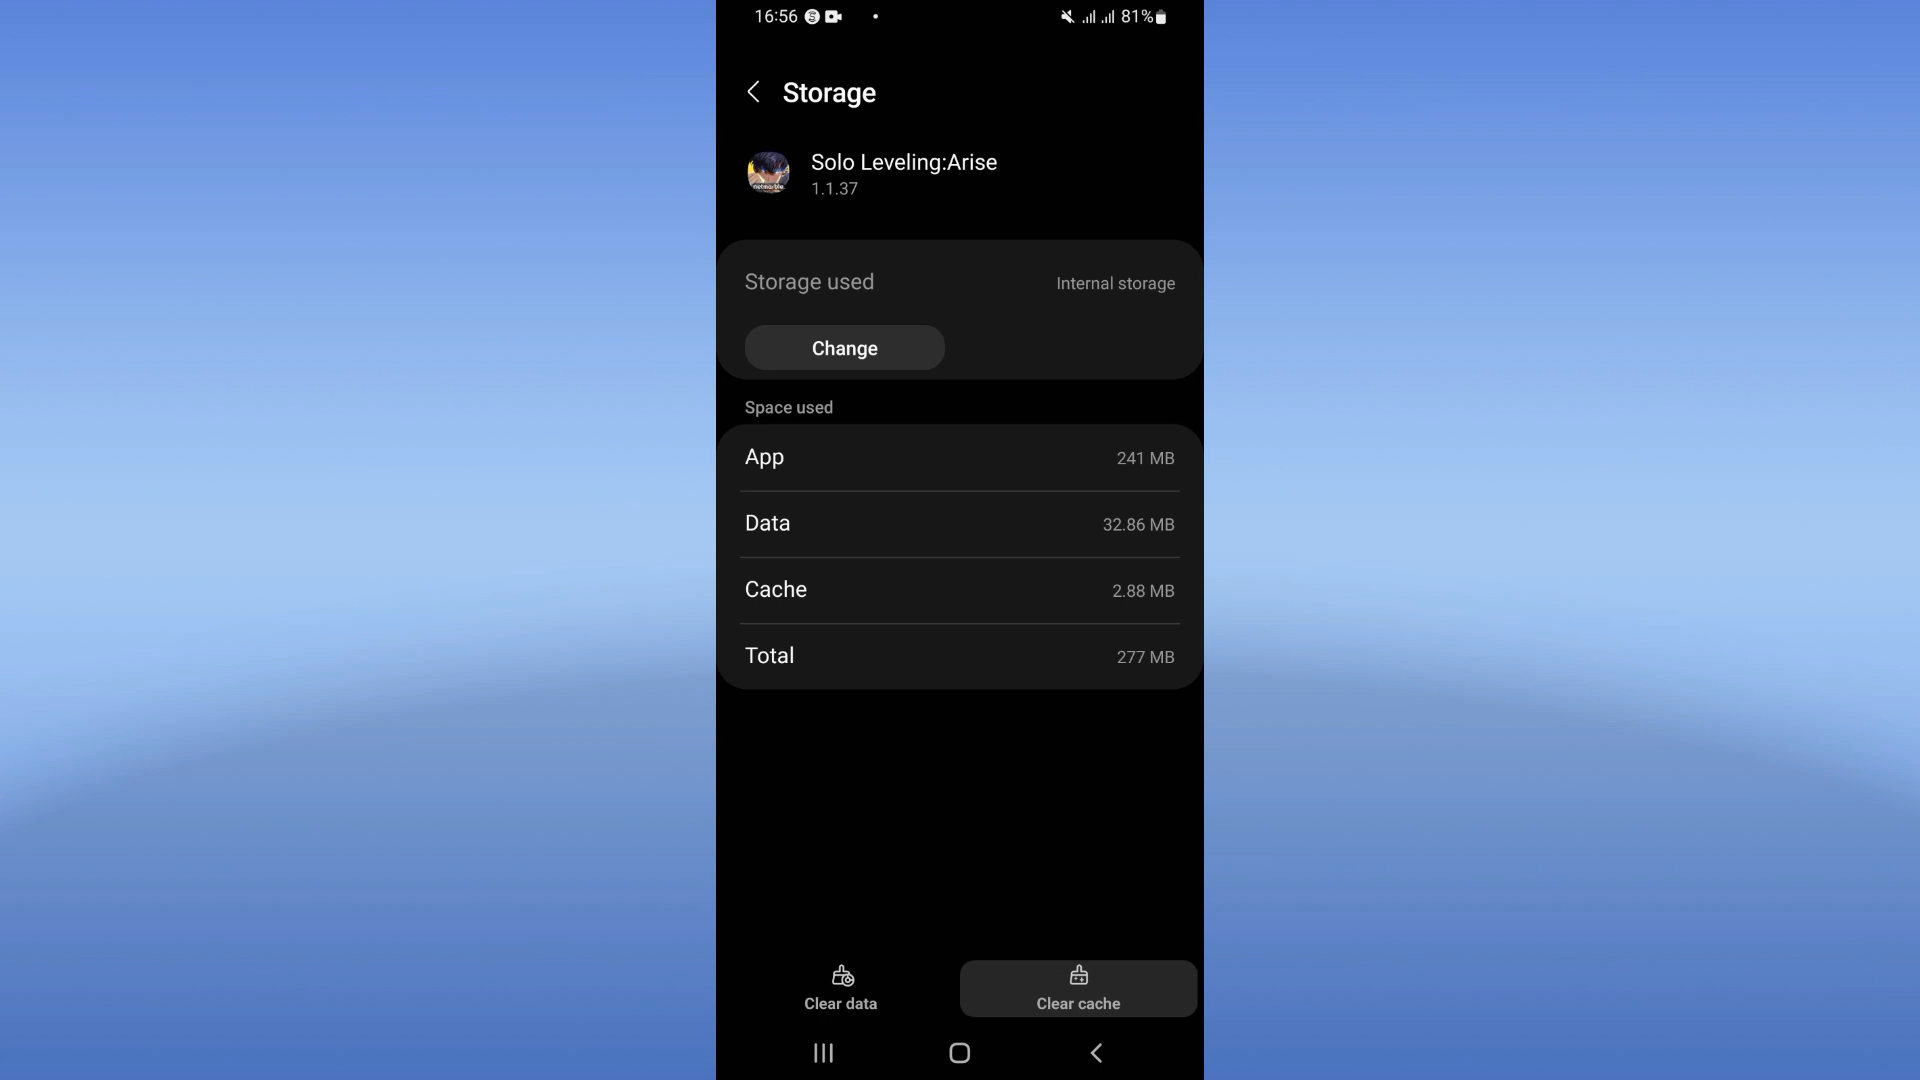 16:56 81%
Storage
Solo Leveling:Arise
1.1.37
netmarble
Storage used Internal storage
Change
Space used
App 241 MB
Data 32.86 MB
Cache 2.88 MB
Total 277 MB
Clear data Clear cache